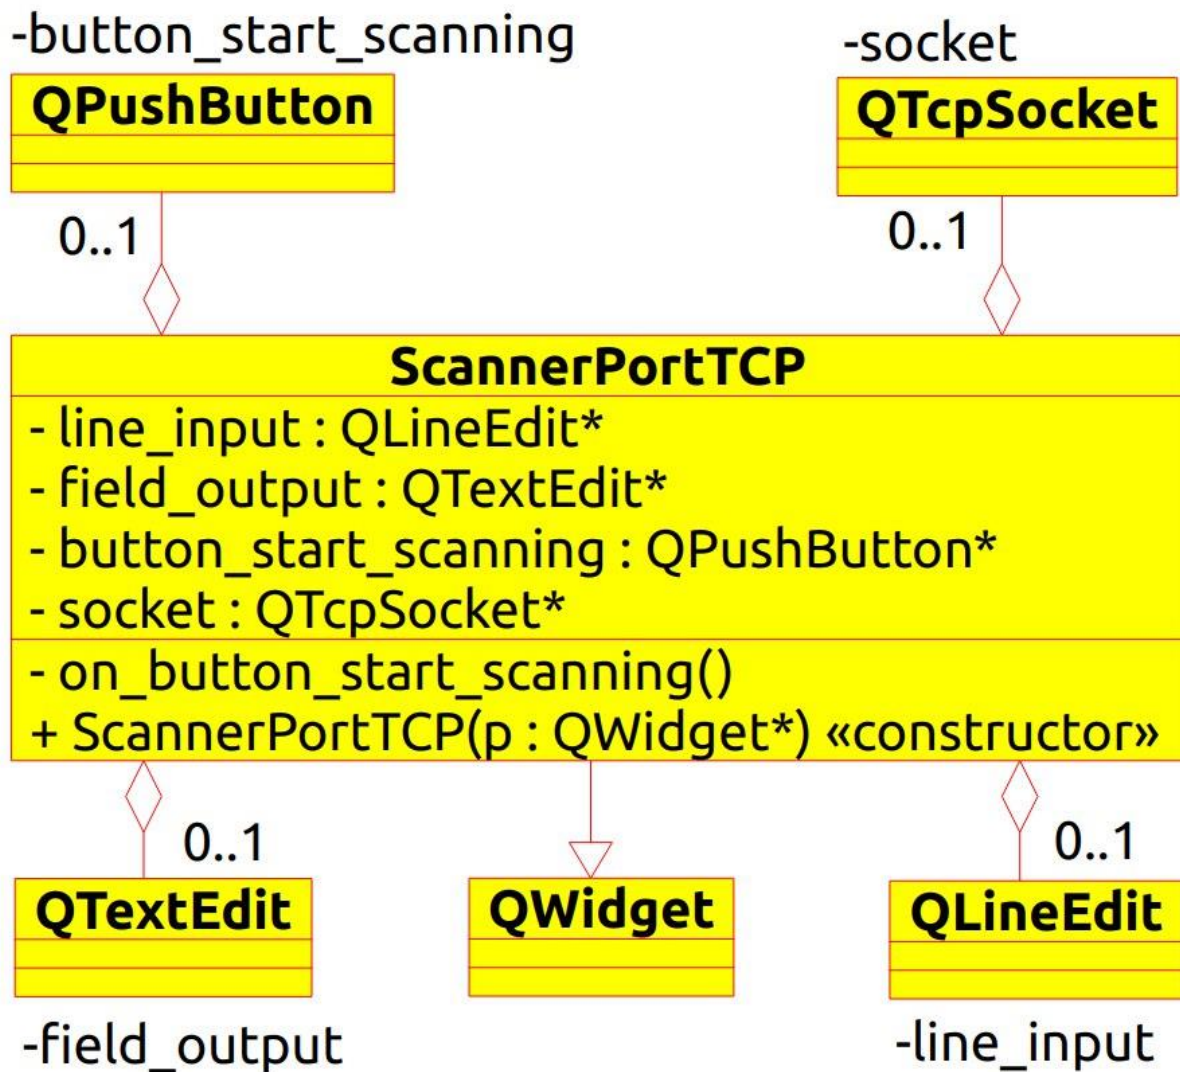 -button_start_scanning
-socket
QPushButton
QTcpSocket
0..1
0..1
ScannerPortTCP
- line_input : QLineEdit*
- field_output : QTextEdit*
- button_start_scanning : QPushButton*
- socket : QTcpSocket*
- on_button_start_scanning()
+ ScannerPortTCP(p : QWidget*) «constructor»
0..1
0..1
QTextEdit
QWidget
QLineEdit
-field_output
-line_input